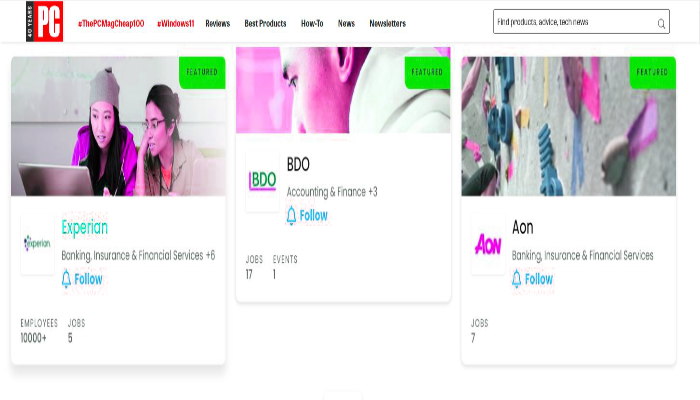 40 YEARS
PC
#ThePCMagCheap100
#Windows11
Reviews
Best Products
How-To
News
Newsletters
Find products, advice, tech news
FEATURED
experian.
Experian
Banking, Insurance & Financial Services +6
Follow
EMPLOYEES JOBS
10000+ 5
FEATURED
BDO
BDO
Accounting & Finance +3
Follow
JOBS EVENTS
17 1
FEATURED
AON
Aon
Banking, Insurance & Financial Services
Follow
JOBS
7